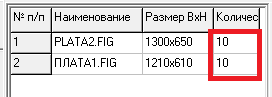 № п/п Наименование Размер ВхН Количес
1 PLATA2.FIG 1300x650 10
2 ПЛАТА1.FIG 1210x610 10